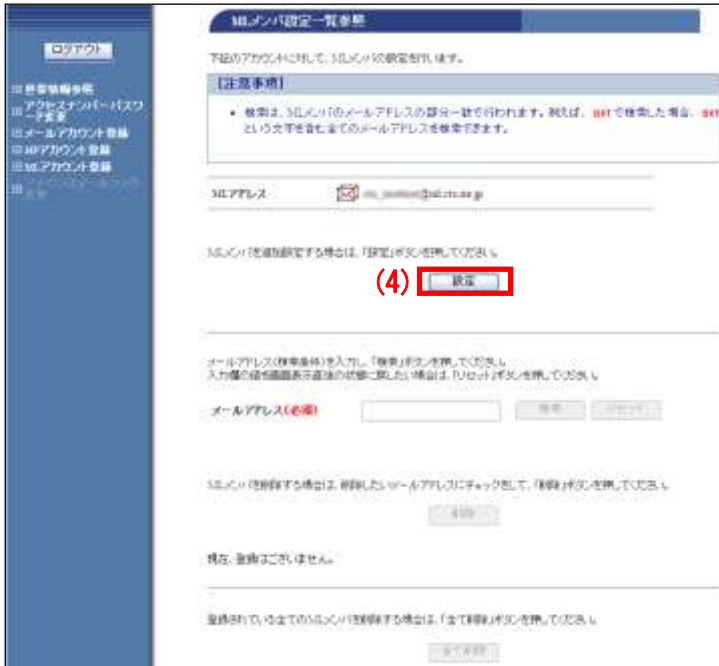 MLメンバ設定一覧参照
ログアウト
下記のアカウントに対して、MLメンバの設定を行います。
【注意事項】
• 検索は、MLメンバのメールアドレスの部分一致で行われます。例えば、netで検索した場合、net
という文字を含む全てのメールアドレスを検索できます。
登録情報参照
アクセスナンバー・パスワ
ード変更
メールアカウント登録
HPアカウント登録
MLアカウント登録
MLアドレス
MLメンバを追加設定する場合は、「設定」ボタンを押してください。
(4) 設定
メールアドレス(検索条件)を入力し、「検索」ボタンを押してください。
入力欄の値を画面表示直後の状態に戻したい場合は、「リセット」ボタンを押してください。
メールアドレス(必須) 検索 リセット
MLメンバを削除する場合は、削除したいメールアドレスにチェックをして、「削除」ボタンを押してください。
削除
現在、登録はございません。
登録されている全てのMLメンバを削除する場合は、「全て削除」ボタンを押してください。
全て削除